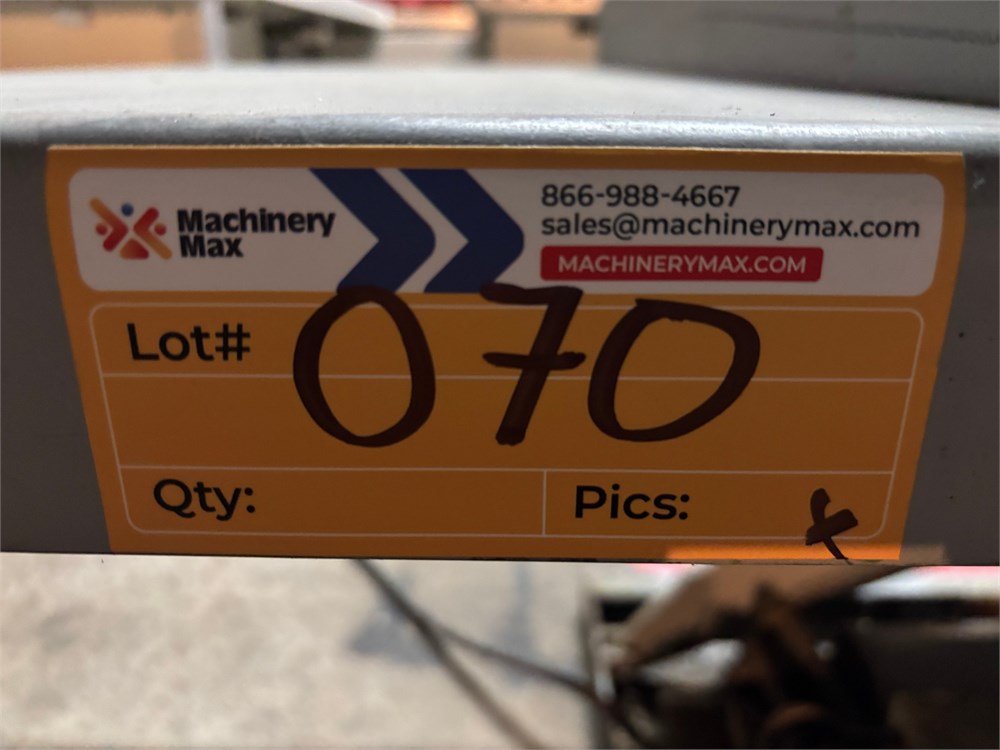 Machinery
Max
866-988-4667
sales@machinerymax.com
MACHINERYMAX.COM
Lot# 070
Qty:
Pics: x